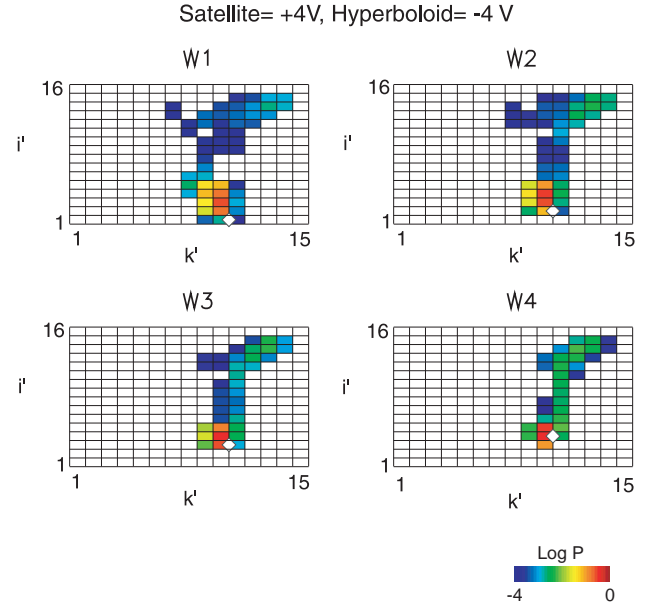 Satellite= +4V, Hyperboloid= -4 V
W1
W2
16
16
i'
i'
1
1
1
15
1
15
k'
k'
W3
W4
16
16
i'
i'
1
1
1
15
1
15
k'
k'
Log P
-4
0